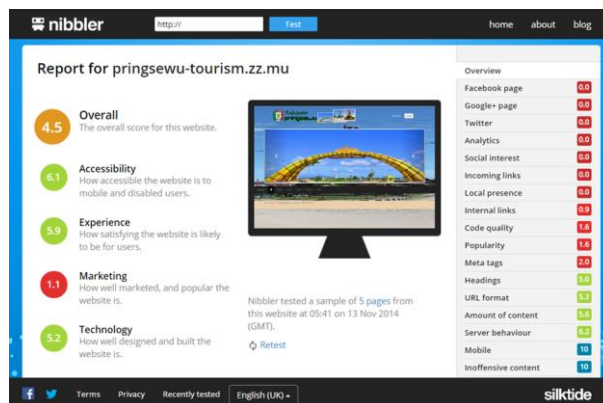 nibbler
http://
Test
home about blog
Report for pringsewu-tourism.zz.mu
4.5
Overall
The overall score for this website.
6.1
Accessibility
How accessible the website is to
mobile and disabled users.
5.9
Experience
How satisfying the website is likely
to be for users.
1.1
Marketing
How well marketed, and popular the
website is.
5.2
Technology
How well designed and built the
website is.
pringsewu
Nibbler tested a sample of 5 pages from
this website at 05:41 on 13 Nov 2014
(GMT).
Retest
Overview
Facebook page 0.0
Google+ page 0.0
Twitter 0.0
Analytics 0.0
Social interest 0.0
Incoming links 0.0
Local presence 0.0
Internal links 0.9
Code quality 1.6
Popularity 1.6
Meta tags 2.0
Headings 5.0
URL format 5.2
Amount of content 5.6
Server behaviour 6.2
Mobile 10
Inoffensive content 10
Terms Privacy Recently tested English (UK)
silktide